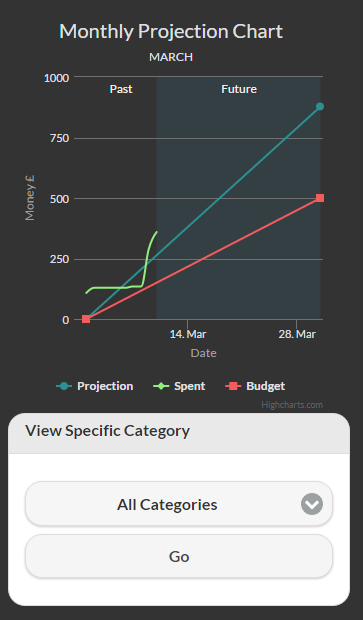 Monthly Projection Chart
MARCH
Past Future
1000
750
500
250
0
Money £
14. Mar 28. Mar
Date
Projection Spent Budget
Highcharts.com
View Specific Category
All Categories
Go